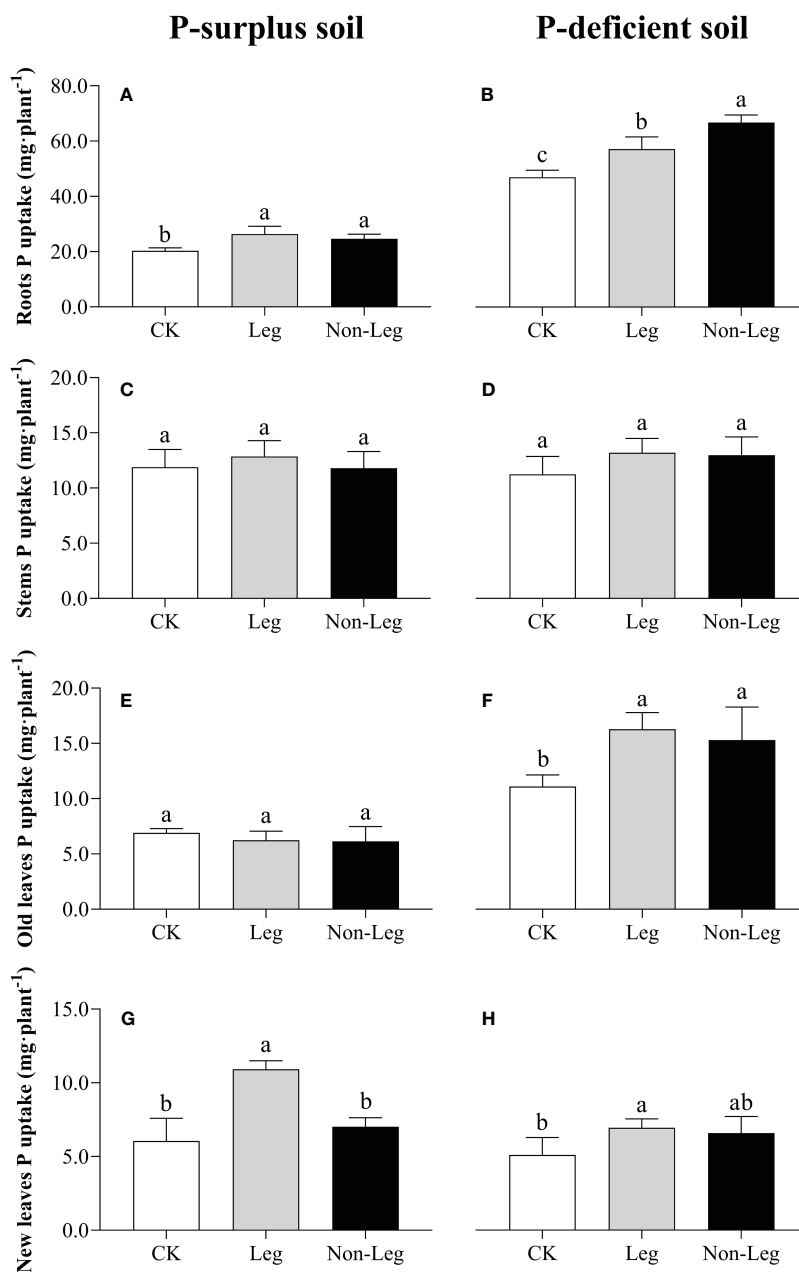 P-surplus soil P-deficient soil
Roots P uptake (mg·plant⁻¹)
80.0
60.0
40.0
20.0
0.0
A
b a a
CK Leg Non-Leg
B
c b a
CK Leg Non-Leg
Stems P uptake (mg·plant⁻¹)
20.0
15.0
10.0
5.0
0.0
C
a a a
CK Leg Non-Leg
D
a a a
CK Leg Non-Leg
Old leaves P uptake (mg·plant⁻¹)
20.0
15.0
10.0
5.0
0.0
E
a a a
CK Leg Non-Leg
F
b a a
CK Leg Non-Leg
New leaves P uptake (mg·plant⁻¹)
15.0
10.0
5.0
0.0
G
b a b
CK Leg Non-Leg
H
b a ab
CK Leg Non-Leg